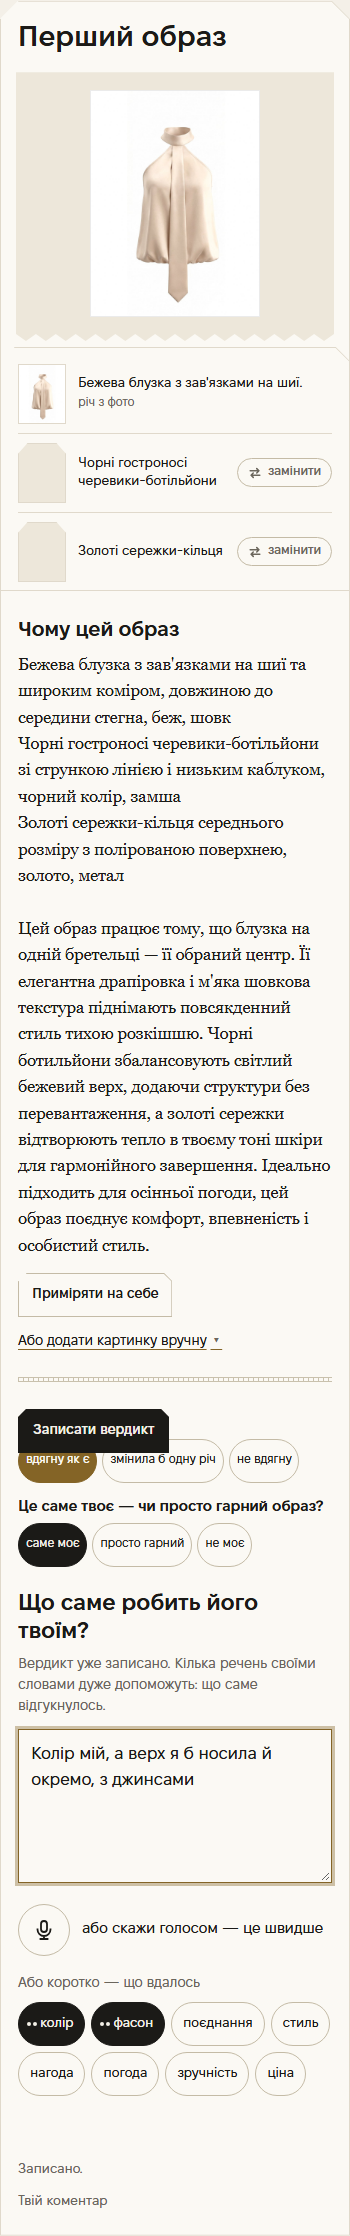 Перший образ
Бежева блузка з зав'язками на шиї.
річ з фото
Чорні гостроносі
черевики-ботільйони
замінити
Золоті сережки-кільця
замінити
Чому цей образ
Бежева блузка з зав'язками на шиї та
широким коміром, довжиною до
середини стегна, беж, шовк
Чорні гостроносі черевики-ботільйони
зі стрункою лінією і низьким каблуком,
чорний колір, замша
Золоті сережки-кільця середнього
розміру з полірованою поверхнею,
золото, метал
Цей образ працює тому, що блузка на
одній бретельці — її обраний центр. Її
елегантна драпіровка і м'яка шовкова
текстура піднімають повсякденний
стиль тихою розкішшю. Чорні
ботильйони збалансовують світлий
бежевий верх, додаючи структури без
перевантаження, а золоті сережки
відтворюють тепло в твоєму тоні шкіри
для гармонійного завершення. Ідеально
підходить для осінньої погоди, цей
образ поєднує комфорт, впевненість і
особистий стиль.
Приміряти на себе
Або додати картинку вручну
Записати вердикт
вдягну як є
змінила б одну річ
не вдягну
Це саме твоє — чи просто гарний образ?
саме моє
просто гарний
не моє
Що саме робить його
твоїм?
Вердикт уже записано. Кілька речень своїми
словами дуже допоможуть: що саме
відгукнулось.
Колір мій, а верх я б носила й
окремо, з джинсами
або скажи голосом — це швидше
Або коротко — що вдалось
колір
фасон
поєднання
стиль
нагода
погода
зручність
ціна
Записано.
Твій коментар